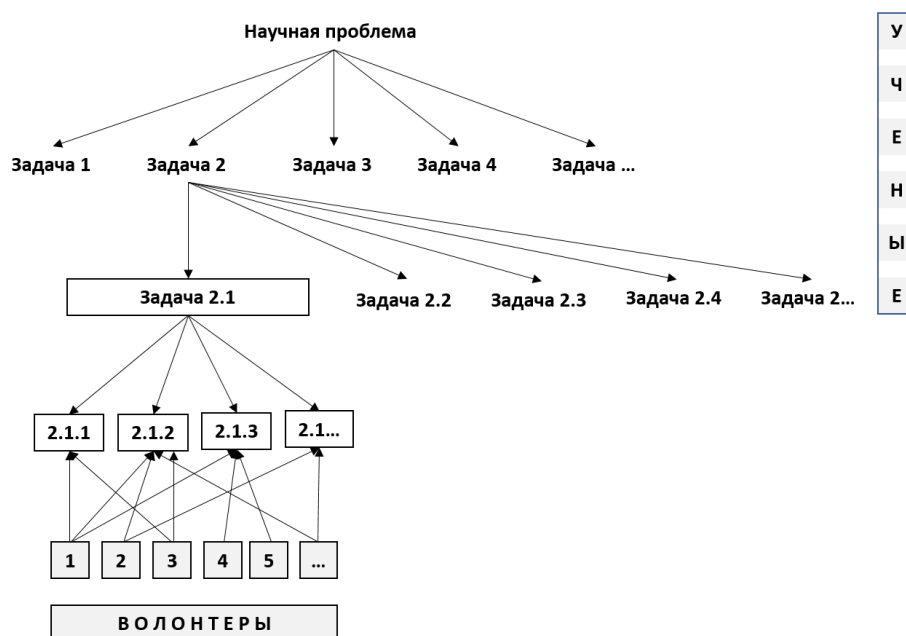 Научная проблема
Задача 1 Задача 2 Задача 3 Задача 4 Задача ...
Задача 2.1 Задача 2.2 Задача 2.3 Задача 2.4 Задача 2...
2.1.1 2.1.2 2.1.3 2.1...
1 2 3 4 5 ...
В О Л О Н Т Е Р Ы
У
Ч
Е
Н
Ы
Е